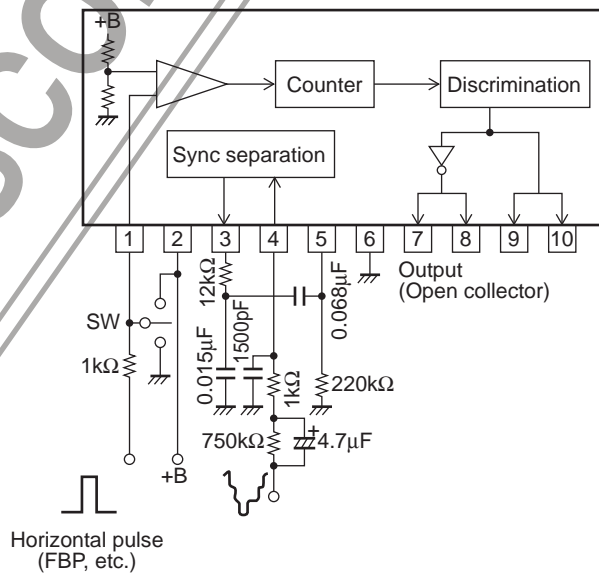 +B
Counter
Discrimination
Sync separation
1 2 3 4 5 6 7 8 9 10
Output
(Open collector)
12kΩ
0.068μF
SW
1kΩ
0.015μF
1500pF
1kΩ
220kΩ
750kΩ
+
4.7μF
+B
Horizontal pulse
(FBP, etc.)